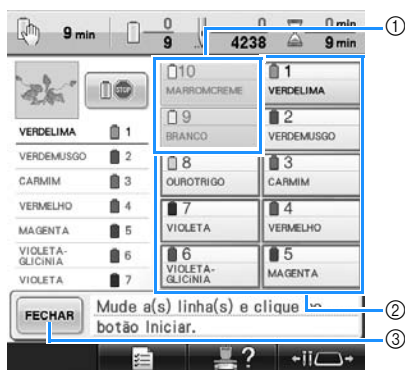 9 min
0
9
0
4238
0 min
9 min
①
10
MARROMCREME
1
VERDELIMA
9
BRANCO
2
VERDEMUSGO
8
OUROTRIGO
3
CARMIM
7
VIOLETA
4
VERMELHO
6
VIOLETA-
GLICíNIA
5
MAGENTA
STOP
VERDELIMA 1
VERDEMUSGO 2
CARMIM 3
VERMELHO 4
MAGENTA 5
VIOLETA-
GLICíNIA 6
VIOLETA 7
②
FECHAR
Mude a(s) linha(s) e clique
botão Iniciar.
③
?